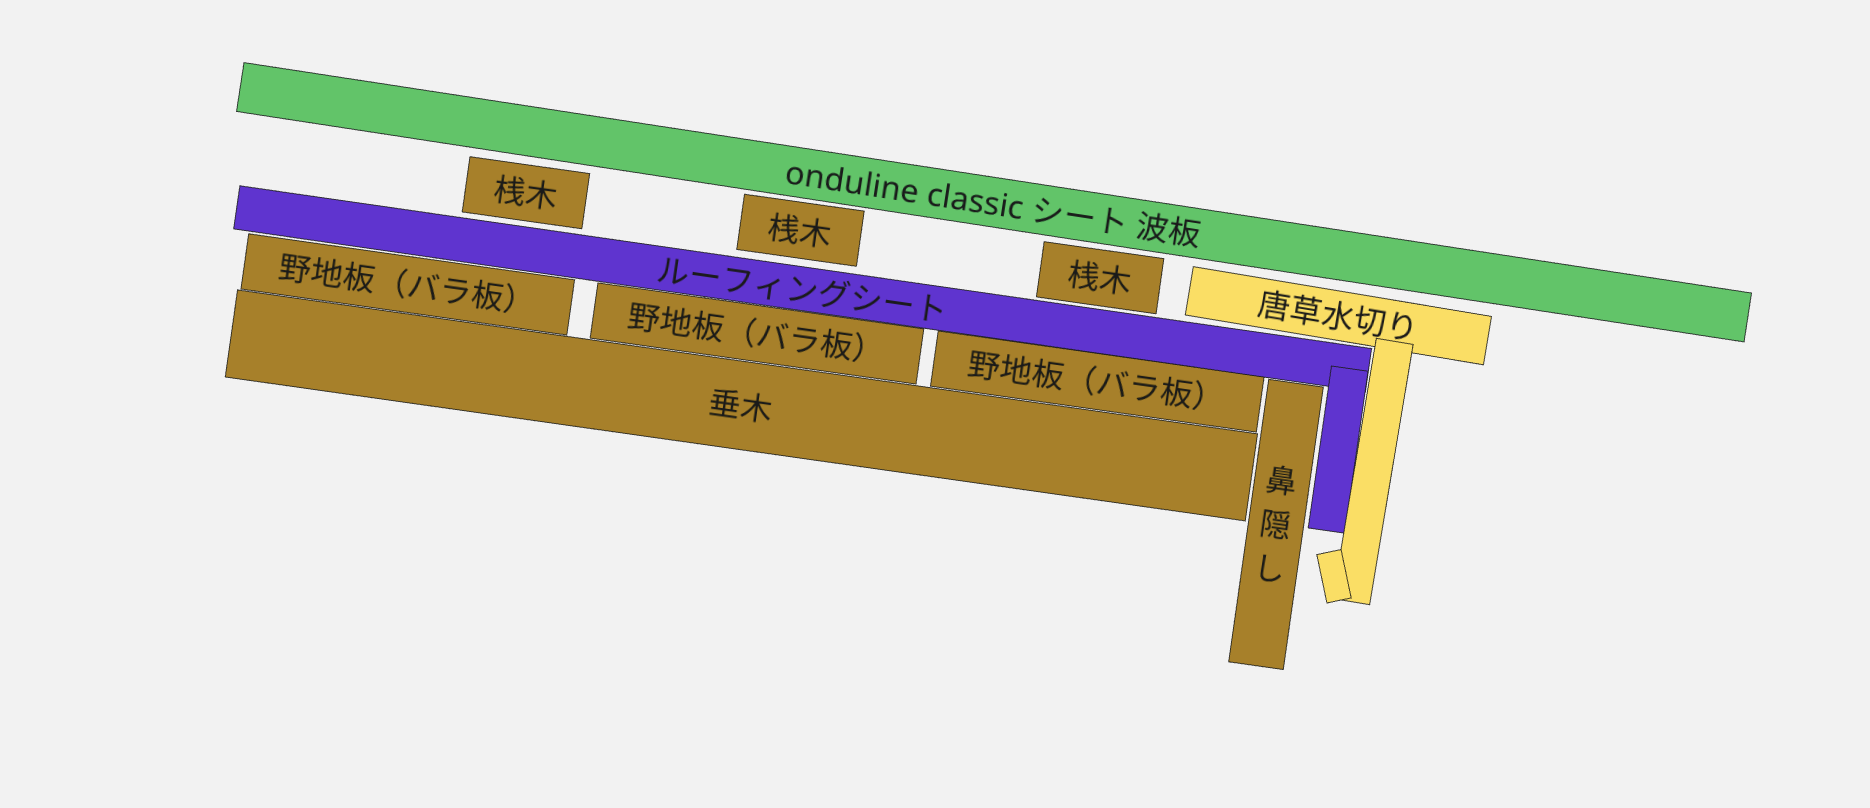 onduline classic シート 波板
桟木
桟木
桟木
唐草水切り
ルーフィングシート
野地板（バラ板）
野地板（バラ板）
野地板（バラ板）
垂木
鼻隠し